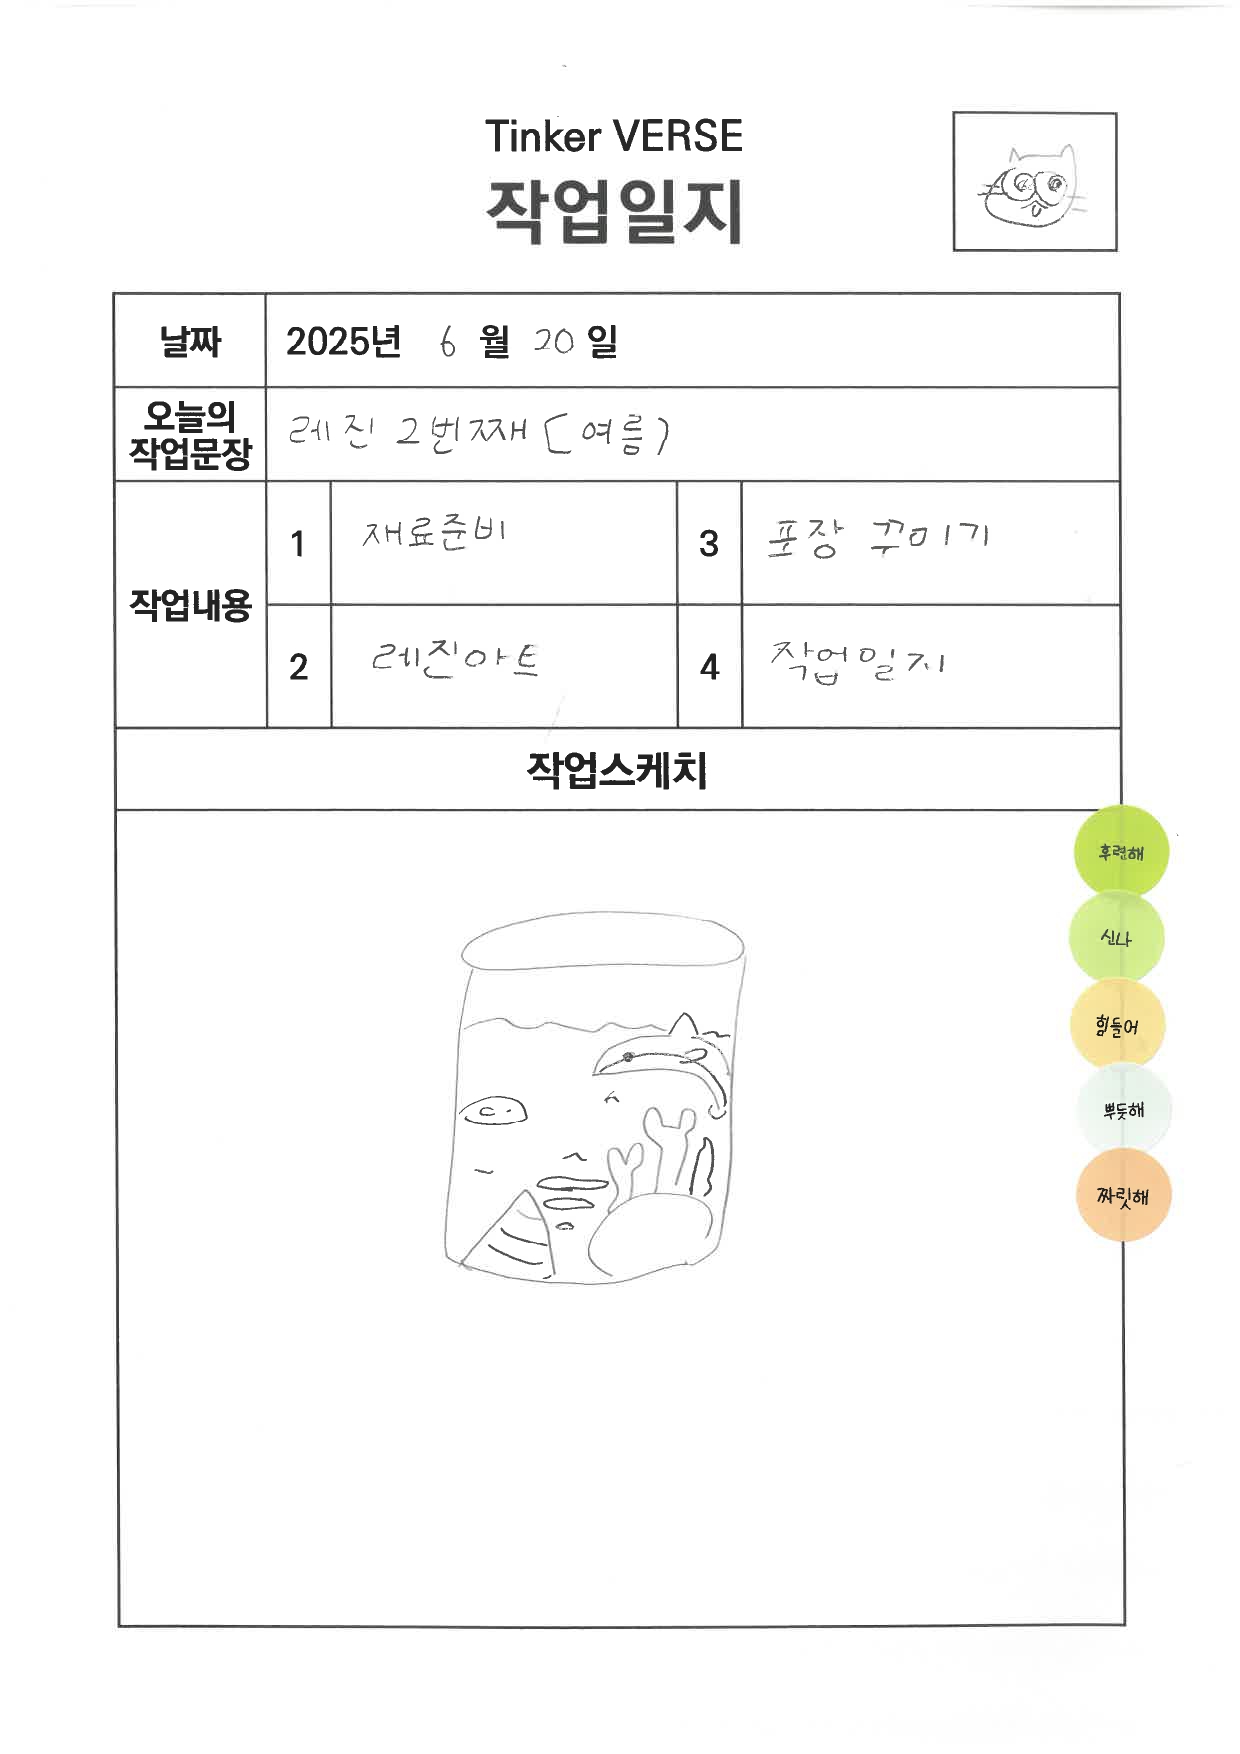 Tinker VERSE
작업일지
날짜
2025년 6 월 20 일
오늘의
작업문장
레진 2번째 (여름)
작업내용
1 재료준비
3 포장 꾸미기
2 레진아트
4 작업일지
작업스케치
후련해
신나
힘들어
뿌듯해
짜릿해